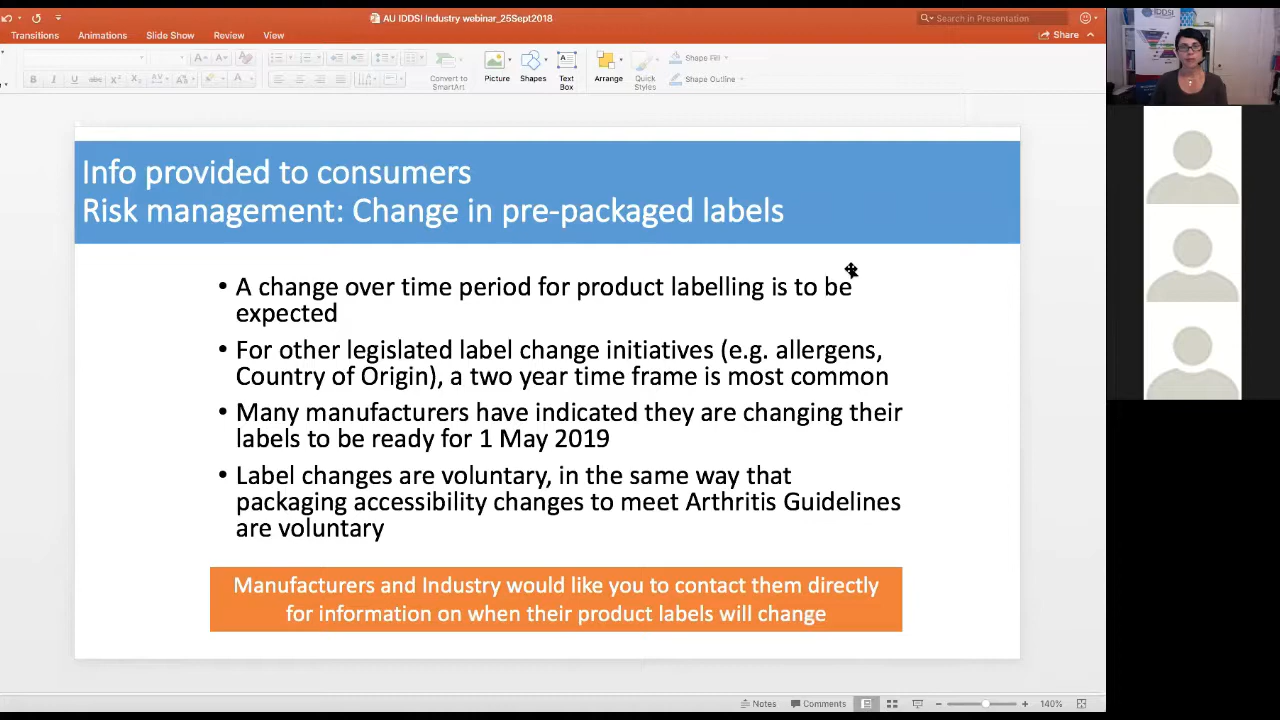 AU IDDSI Industry webinar_25Sept2018
Search in Presentation
Transitions Animations Slide Show Review View
Share
Convert to
SmartArt
Picture
Shapes
Text
Box
Arrange
Quick
Styles
Shape Fill
Shape Outline
IDDSI
Info provided to consumers
Risk management: Change in pre-packaged labels
• A change over time period for product labelling is to be
expected
• For other legislated label change initiatives (e.g. allergens,
Country of Origin), a two year time frame is most common
• Many manufacturers have indicated they are changing their
labels to be ready for 1 May 2019
• Label changes are voluntary, in the same way that
packaging accessibility changes to meet Arthritis Guidelines
are voluntary
Manufacturers and Industry would like you to contact them directly
for information on when their product labels will change
Notes Comments 140%